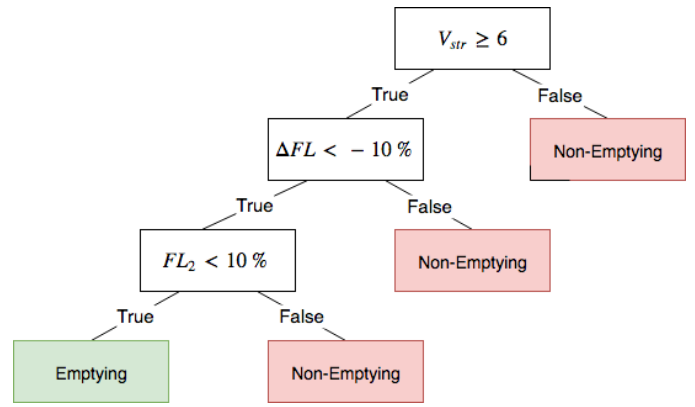 V_str ≥ 6
True
False
ΔFL < − 10 %
Non-Emptying
True
False
FL_2 < 10 %
Non-Emptying
True
False
Emptying
Non-Emptying